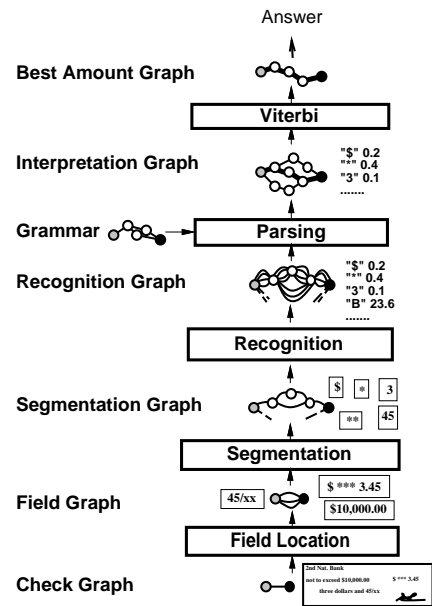 Answer
Best Amount Graph
Viterbi
Interpretation Graph
"$" 0.2
"*" 0.4
"3" 0.1
.......
Grammar
Parsing
Recognition Graph
"$" 0.2
"*" 0.4
"3" 0.1
"B" 23.6
.......
Recognition
Segmentation Graph
$ * 3
** 45
Segmentation
Field Graph
45/xx
$ *** 3.45
$10,000.00
Field Location
Check Graph
2nd Nat. Bank
not to exceed $10,000.00 $ *** 3.45
three dollars and 45/xx